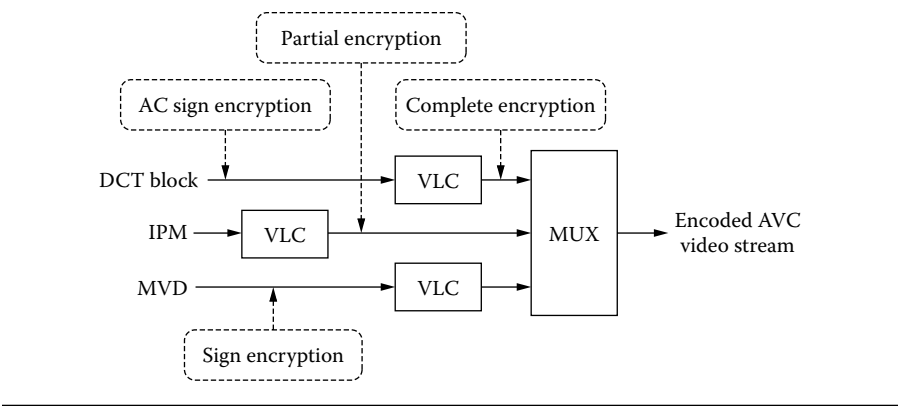 Partial encryption
AC sign encryption
Complete encryption
DCT block
VLC
IPM
VLC
MUX
Encoded AVC
video stream
MVD
VLC
Sign encryption